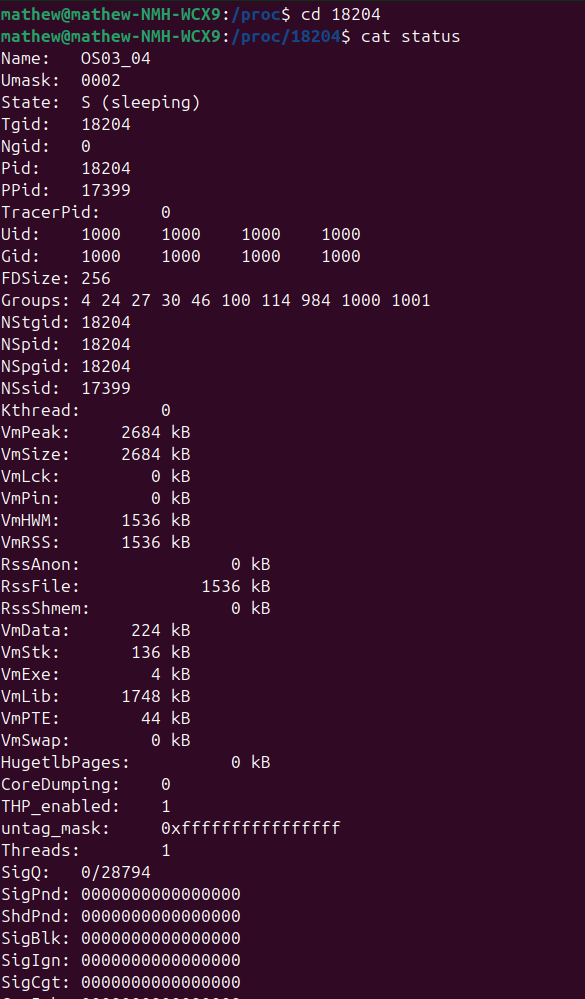 mathew@mathew-NMH-WCX9:/proc$ cd 18204
mathew@mathew-NMH-WCX9:/proc/18204$ cat status
Name:   OS03_04
Umask:  0002
State:  S (sleeping)
Tgid:   18204
Ngid:   0
Pid:    18204
PPid:   17399
TracerPid:      0
Uid:    1000    1000    1000    1000
Gid:    1000    1000    1000    1000
FDSize: 256
Groups: 4 24 27 30 46 100 114 984 1000 1001
NStgid: 18204
NSpid:  18204
NSpgid: 18204
NSsid:  17399
Kthread:        0
VmPeak:     2684 kB
VmSize:     2684 kB
VmLck:         0 kB
VmPin:         0 kB
VmHWM:      1536 kB
VmRSS:      1536 kB
RssAnon:               0 kB
RssFile:            1536 kB
RssShmem:              0 kB
VmData:      224 kB
VmStk:       136 kB
VmExe:         4 kB
VmLib:      1748 kB
VmPTE:        44 kB
VmSwap:        0 kB
HugetlbPages:          0 kB
CoreDumping:    0
THP_enabled:    1
untag_mask:     0xffffffffffffffff
Threads:        1
SigQ:   0/28794
SigPnd: 0000000000000000
ShdPnd: 0000000000000000
SigBlk: 0000000000000000
SigIgn: 0000000000000000
SigCgt: 0000000000000000